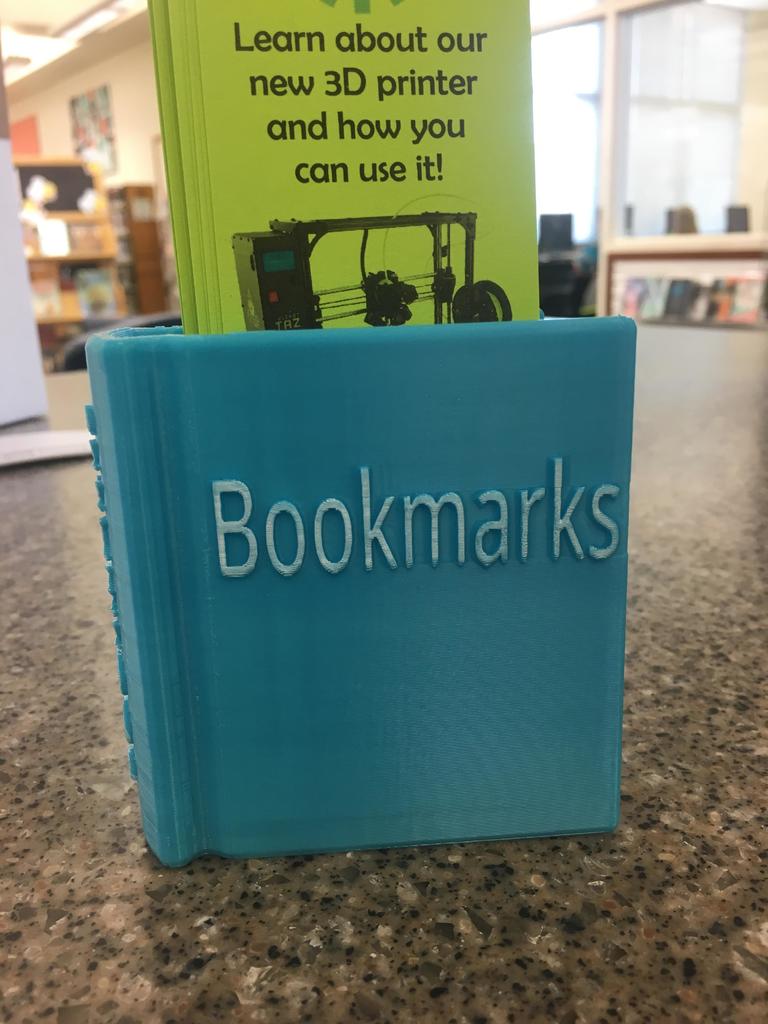 Learn about our
new 3D printer
and how you
can use it!
TAZ
Bookmarks